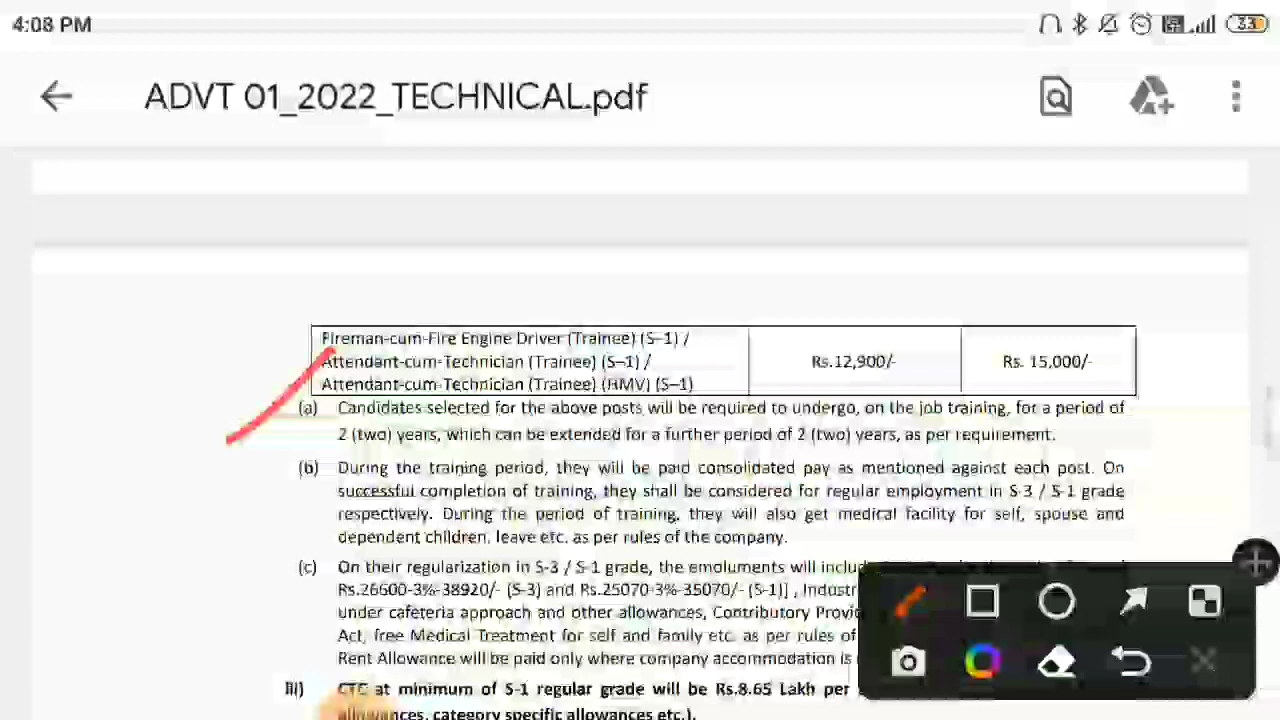 4:08 PM
33
ADVT 01_2022_TECHNICAL.pdf
Fireman-cum-Fire Engine Driver (Trainee) (S–1) /
Attendant-cum-Technician (Trainee) (S–1) /
Attendant-cum-Technician (Trainee) (HMV) (S–1)
Rs.12,900/-
Rs. 15,000/-
(a) Candidates selected for the above posts will be required to undergo, on the job training, for a period of
2 (two) years, which can be extended for a further period of 2 (two) years, as per requirement.
(b) During the training period, they will be paid consolidated pay as mentioned against each post. On
successful completion of training, they shall be considered for regular employment in S-3 / S-1 grade
respectively. During the period of training, they will also get medical facility for self, spouse and
dependent children, leave etc. as per rules of the company.
(c) On their regularization in S-3 / S-1 grade, the emoluments will
Rs.26600-3%-38920/- (S-3) and Rs.25070-3%-35070/- (S-1)] ,
under cafeteria approach and other allowances, Contributory
Act, free Medical Treatment for self and family etc. as per rules of
Rent Allowance will be paid only where company accommodation is
iii) CTC at minimum of S-1 regular grade will be Rs.8.65 Lakh per
allowances, category specific allowances etc.).